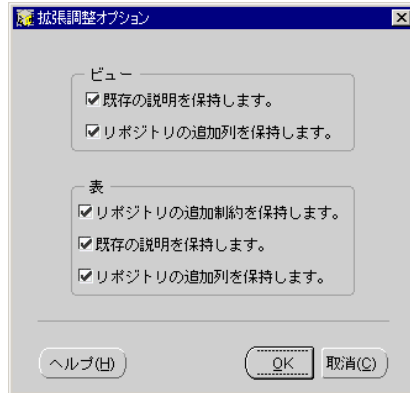 拡張調整オプション
ビュー
既存の説明を保持します。
リポジトリの追加列を保持します。
表
リポジトリの追加制約を保持します。
既存の説明を保持します。
リポジトリの追加列を保持します。
ヘルプ(H) OK 取消(C)